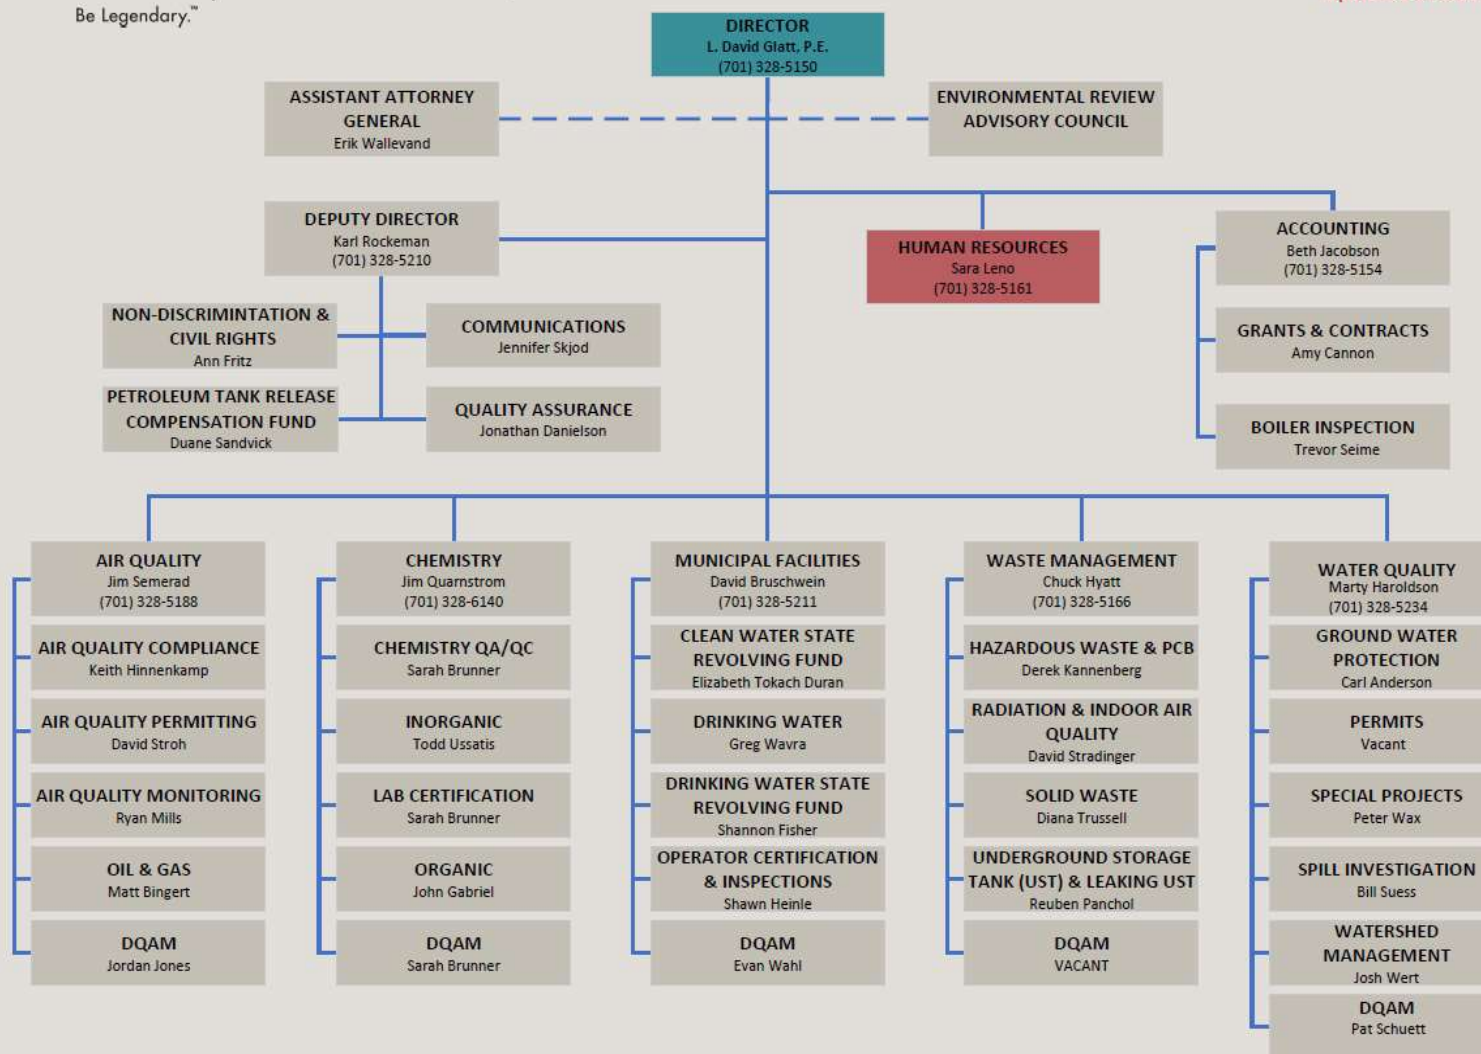 Be Legendary.™
DIRECTOR
L. David Glatt, P.E.
(701) 328-5150
ASSISTANT ATTORNEY
GENERAL
Erik Wallevand
ENVIRONMENTAL REVIEW
ADVISORY COUNCIL
DEPUTY DIRECTOR
Karl Rockeman
(701) 328-5210
HUMAN RESOURCES
Sara Leno
(701) 328-5161
ACCOUNTING
Beth Jacobson
(701) 328-5154
NON-DISCRIMINTATION &
CIVIL RIGHTS
Ann Fritz
COMMUNICATIONS
Jennifer Skjod
GRANTS & CONTRACTS
Amy Cannon
PETROLEUM TANK RELEASE
COMPENSATION FUND
Duane Sandvick
QUALITY ASSURANCE
Jonathan Danielson
BOILER INSPECTION
Trevor Seime
AIR QUALITY
Jim Semerad
(701) 328-5188
AIR QUALITY COMPLIANCE
Keith Hinnenkamp
AIR QUALITY PERMITTING
David Stroh
AIR QUALITY MONITORING
Ryan Mills
OIL & GAS
Matt Bingert
DQAM
Jordan Jones
CHEMISTRY
Jim Quarnstrom
(701) 328-6140
CHEMISTRY QA/QC
Sarah Brunner
INORGANIC
Todd Ussatis
LAB CERTIFICATION
Sarah Brunner
ORGANIC
John Gabriel
DQAM
Sarah Brunner
MUNICIPAL FACILITIES
David Bruschwein
(701) 328-5211
CLEAN WATER STATE
REVOLVING FUND
Elizabeth Tokach Duran
DRINKING WATER
Greg Wavra
DRINKING WATER STATE
REVOLVING FUND
Shannon Fisher
OPERATOR CERTIFICATION
& INSPECTIONS
Shawn Heinle
DQAM
Evan Wahl
WASTE MANAGEMENT
Chuck Hyatt
(701) 328-5166
HAZARDOUS WASTE & PCB
Derek Kannenberg
RADIATION & INDOOR AIR
QUALITY
David Stradinger
SOLID WASTE
Diana Trussell
UNDERGROUND STORAGE
TANK (UST) & LEAKING UST
Reuben Panchol
DQAM
VACANT
WATER QUALITY
Marty Haroldson
(701) 328-5234
GROUND WATER
PROTECTION
Carl Anderson
PERMITS
Vacant
SPECIAL PROJECTS
Peter Wax
SPILL INVESTIGATION
Bill Suess
WATERSHED
MANAGEMENT
Josh Wert
DQAM
Pat Schuett